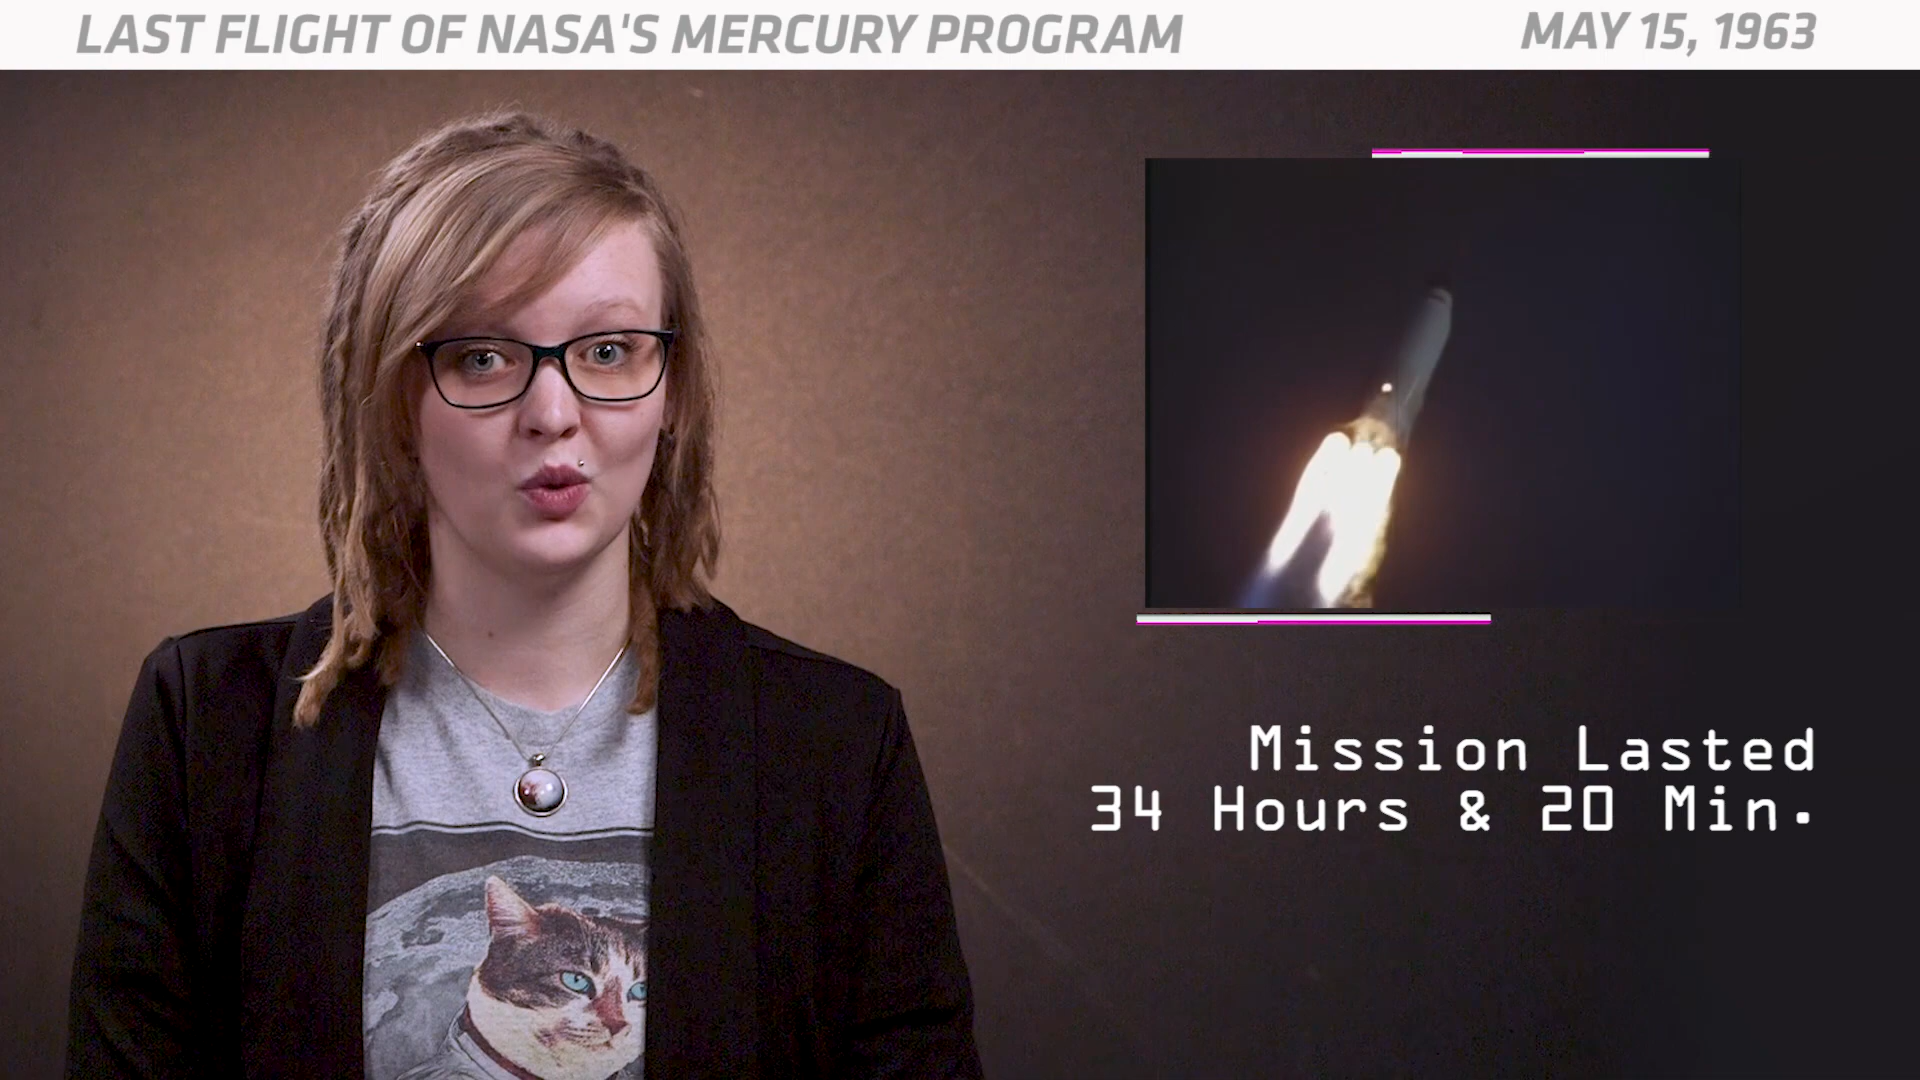 LAST FLIGHT OF NASA'S MERCURY PROGRAM
MAY 15, 1963
Mission Lasted
34 Hours & 20 Min.